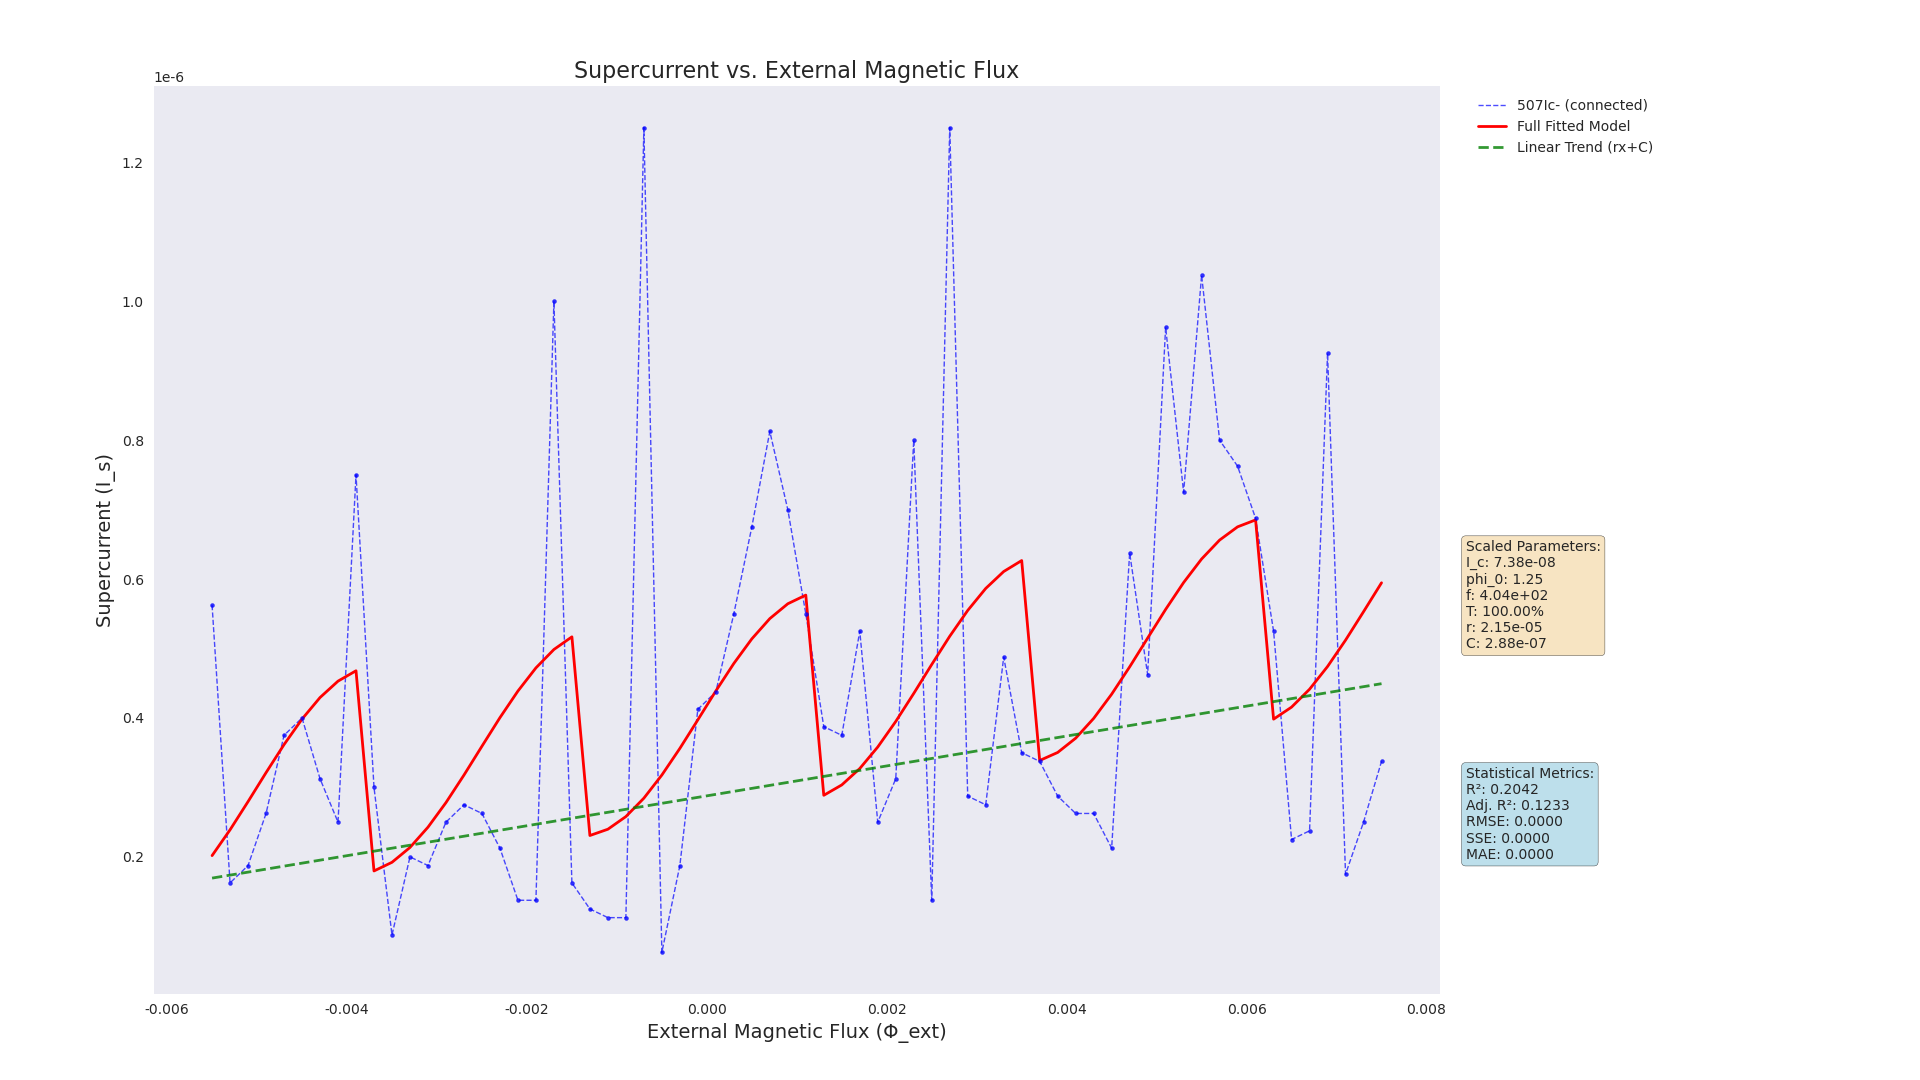 Supercurrent vs. External Magnetic Flux
1e-6
1.2
1.0
0.8
0.6
0.4
0.2
Supercurrent (I_s)
-0.006 -0.004 -0.002 0.000 0.002 0.004 0.006 0.008
External Magnetic Flux (Φ_ext)
507Ic- (connected)
Full Fitted Model
Linear Trend (rx+C)
Scaled Parameters:
I_c: 7.38e-08
phi_0: 1.25
f: 4.04e+02
T: 100.00%
r: 2.15e-05
C: 2.88e-07
Statistical Metrics:
R²: 0.2042
Adj. R²: 0.1233
RMSE: 0.0000
SSE: 0.0000
MAE: 0.0000